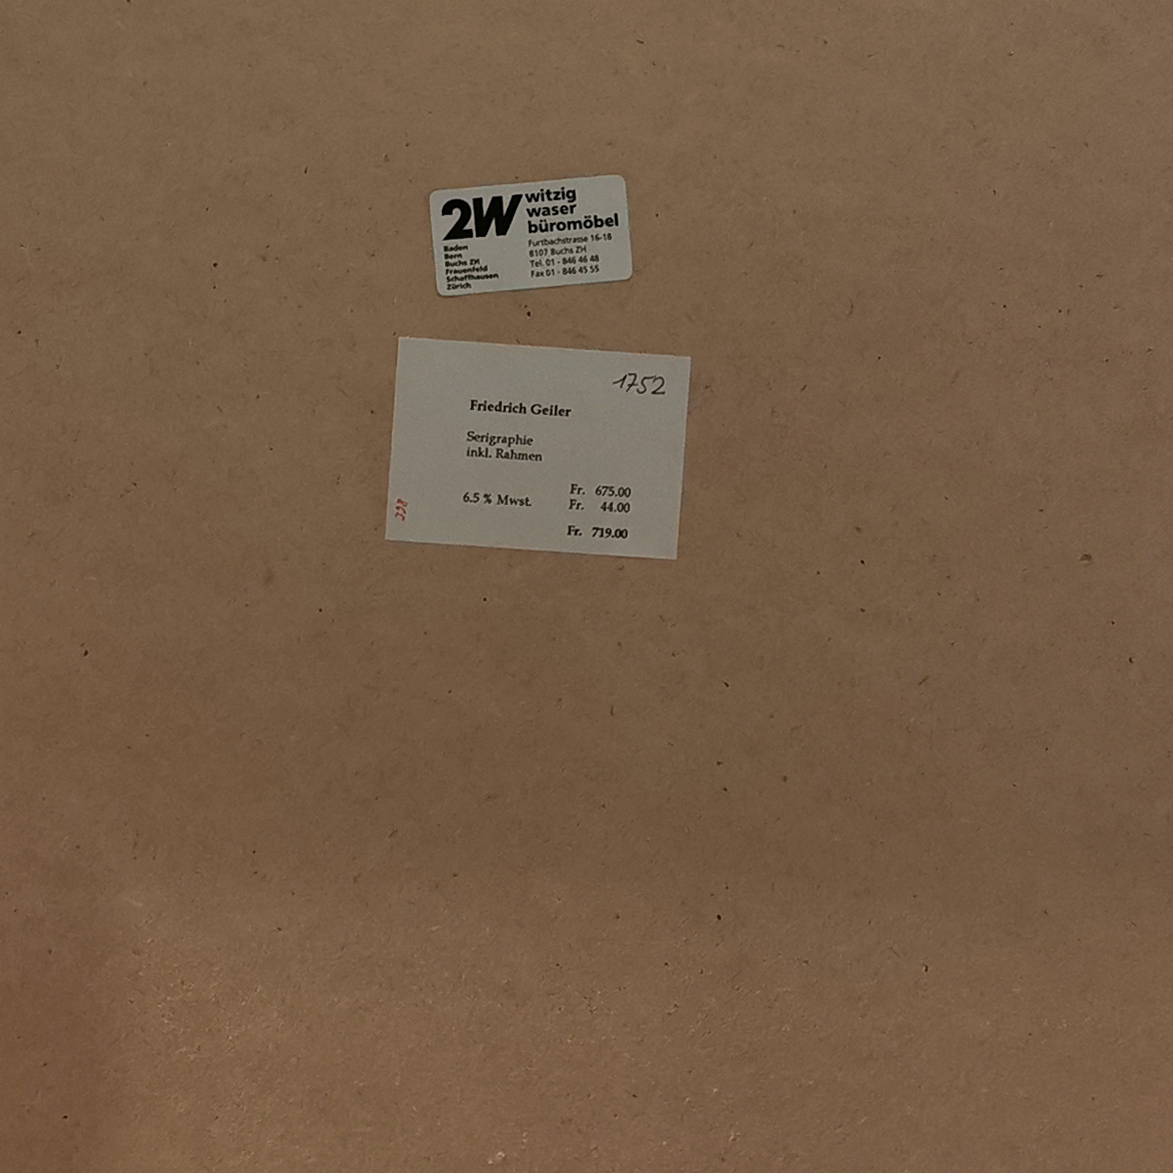 2W
witzig
waser
büromöbel
Baden
Bern
Buchs ZH
Frauenfeld
Schaffhausen
Zürich
Furtbachstrasse 16-18
8107 Buchs ZH
Tel. 01 - 846 46 48
Fax 01 - 846 45 55
1752
Friedrich Geiler
Serigraphie
inkl. Rahmen
Fr. 675.00
6.5 % Mwst. Fr. 44.00
Fr. 719.00